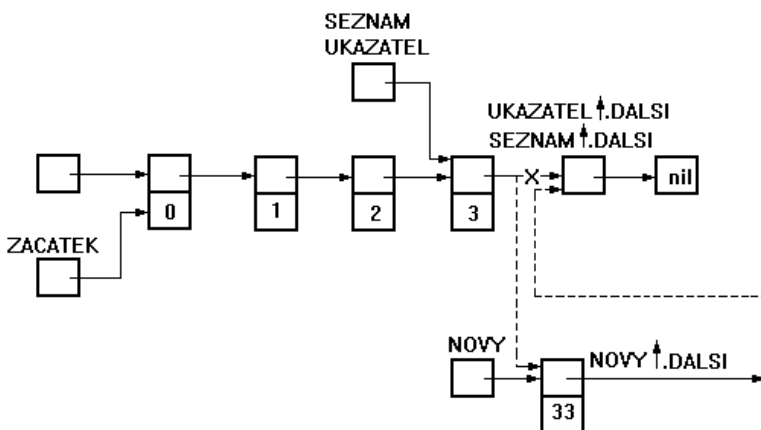 SEZNAM
UKAZATEL
UKAZATEL↑.DALSI
SEZNAM↑.DALSI
X
nil
0
1
2
3
ZACATEK
NOVY
NOVY↑.DALSI
33